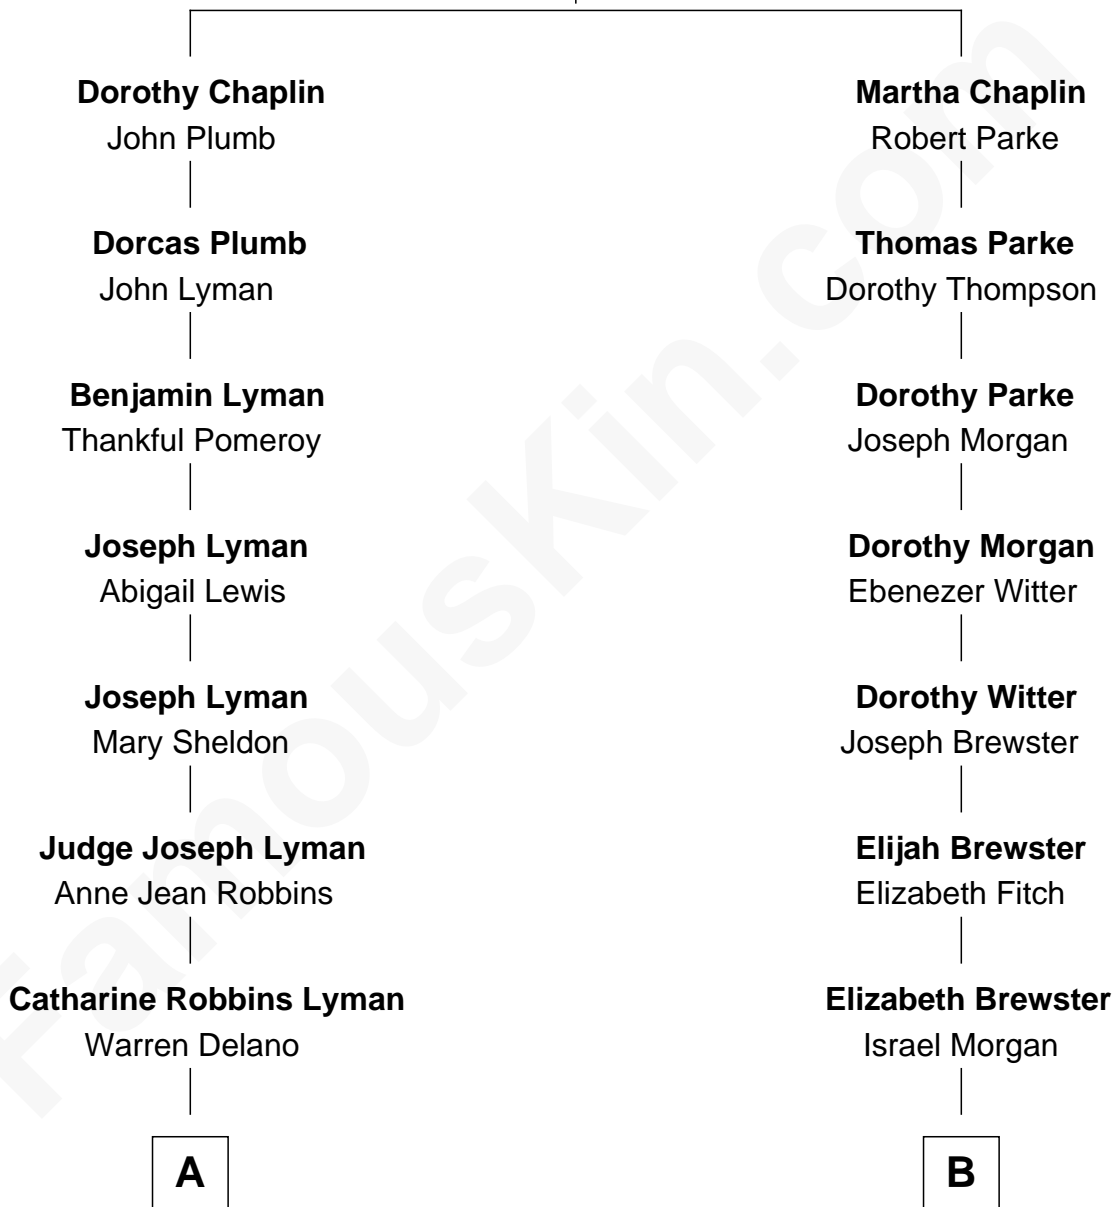 Dorothy Chaplin
John Plumb
Martha Chaplin
Robert Parke
Dorcas Plumb
John Lyman
Thomas Parke
Dorothy Thompson
Benjamin Lyman
Thankful Pomeroy
Dorothy Parke
Joseph Morgan
Joseph Lyman
Abigail Lewis
Dorothy Morgan
Ebenezer Witter
Joseph Lyman
Mary Sheldon
Dorothy Witter
Joseph Brewster
Judge Joseph Lyman
Anne Jean Robbins
Elijah Brewster
Elizabeth Fitch
Catharine Robbins Lyman
Warren Delano
Elizabeth Brewster
Israel Morgan
A
B
FamousKin.com